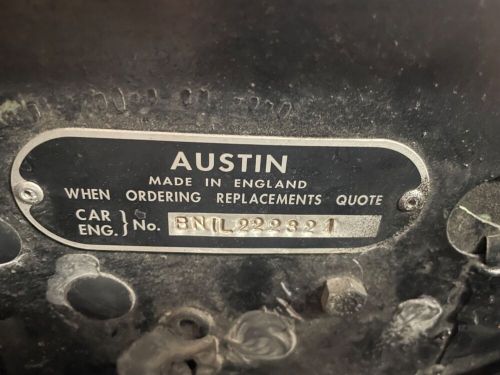 AUSTIN
MADE IN ENGLAND
WHEN ORDERING REPLACEMENTS QUOTE
CAR
ENG. } No. BN1L222321